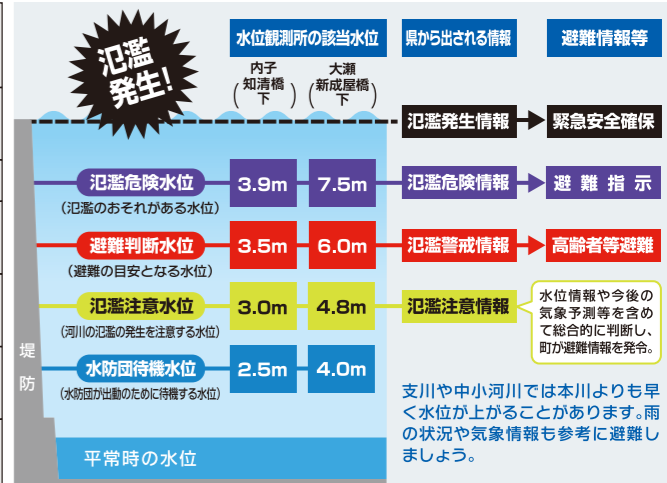 氾濫
発生!
水位観測所の該当水位
県から出される情報
避難情報等
(内子
知清橋
下)
(大瀬
新成屋橋
下)
氾濫発生情報
緊急安全確保
氾濫危険水位
3.9m
7.5m
氾濫危険情報
避難指示
(氾濫のおそれがある水位)
避難判断水位
3.5m
6.0m
氾濫警戒情報
高齢者等避難
(避難の目安となる水位)
氾濫注意水位
3.0m
4.8m
氾濫注意情報
水位情報や今後の
気象予測等を含め
て総合的に判断し、
町が避難情報を発令。
(河川の氾濫の発生を注意する水位)
水防団待機水位
2.5m
4.0m
(水防団が出動のために待機する水位)
堤防
支川や中小河川では本川よりも早
く水位が上がることがあります。雨
の状況や気象情報も参考に避難し
ましょう。
平常時の水位